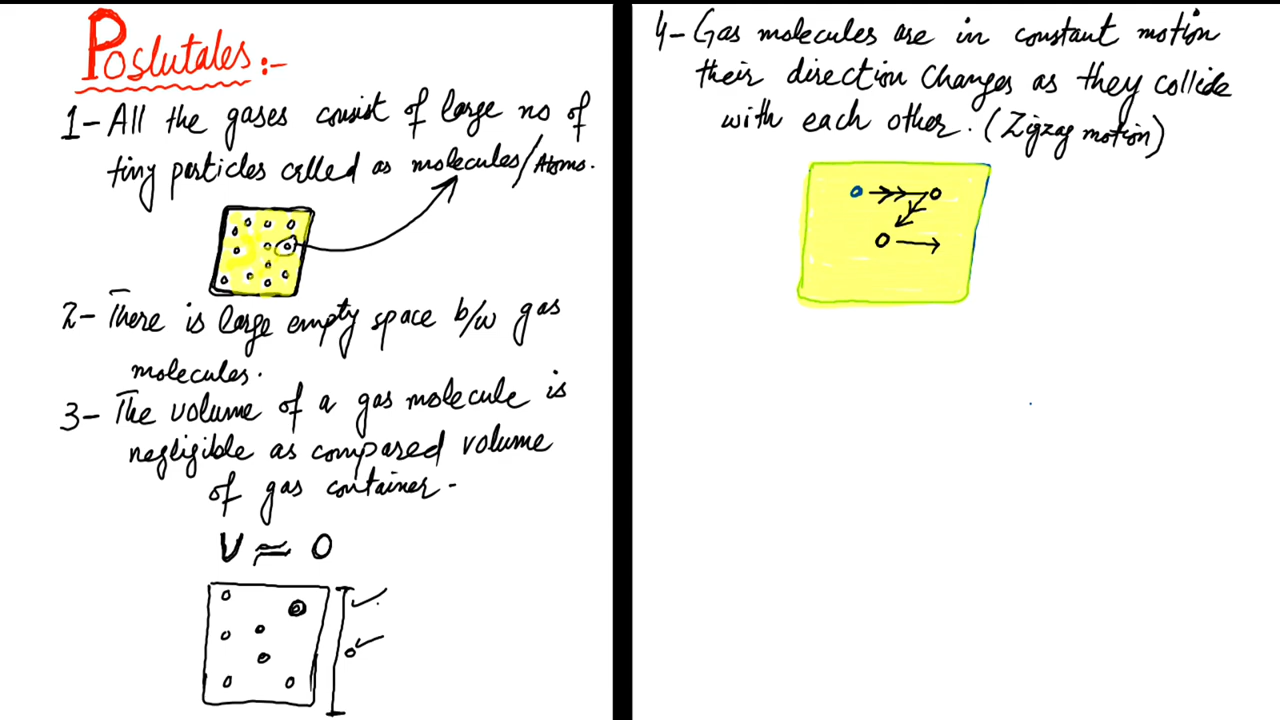 Poslutales:-
1- All the gases consist of large no of
tiny particles called as molecules/Atoms.
2- There is large empty space b/w gas
molecules.
3- The volume of a gas molecule is
negligible as compared volume
of gas container-
V ≈ 0
4- Gas molecules are in constant motion
their direction changes as they collide
with each other. (Zigzag motion)